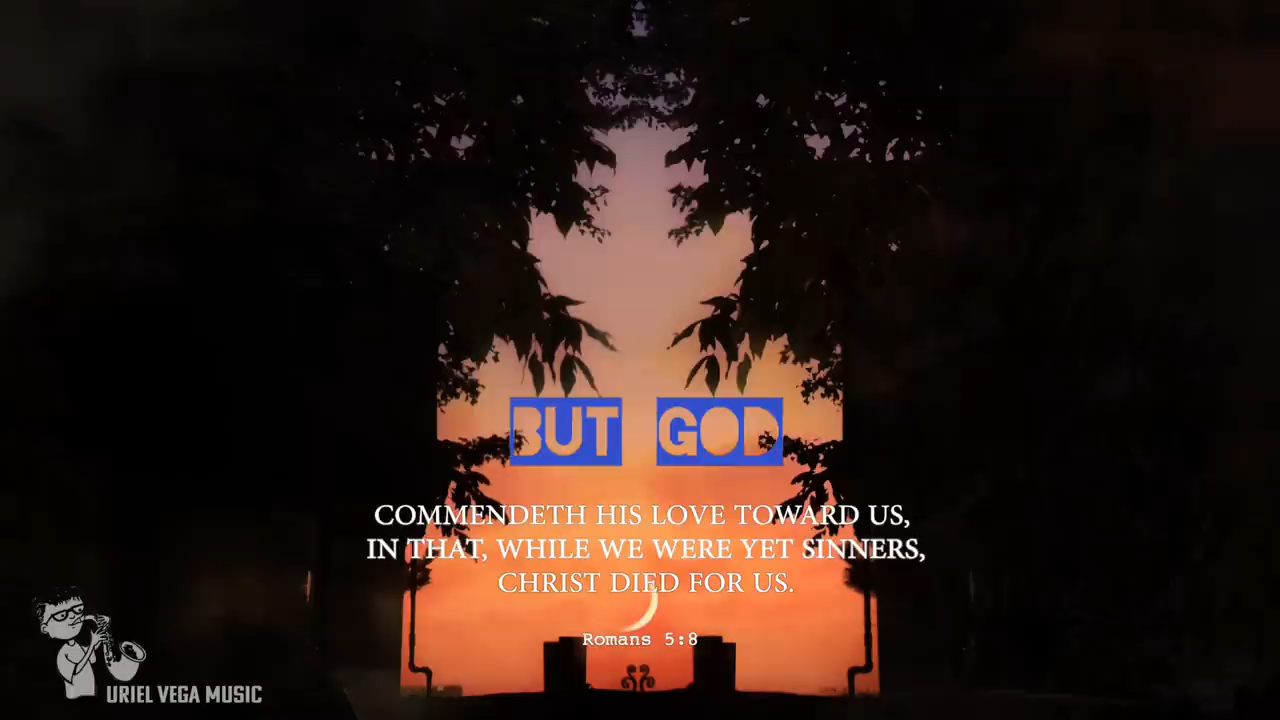 BUT GOD
COMMENDETH HIS LOVE TOWARD US,
IN THAT, WHILE WE WERE YET SINNERS,
CHRIST DIED FOR US.
Romans 5:8
URIEL VEGA MUSIC